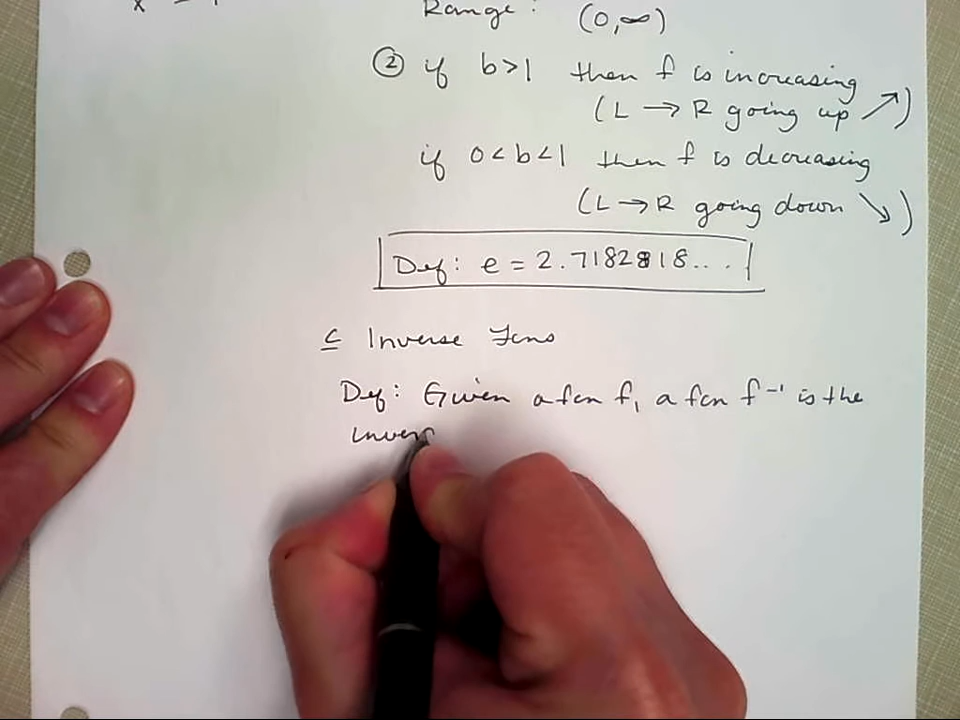 Range: (0,∞)
② if b>1 then f is increasing
(L → R going up ↗)
if 0<b<1 then f is decreasing
(L → R going down ↘)
Def: e = 2.7182818...
c Inverse Fcns
Def: Given a fcn f, a fcn f⁻¹ is the
invers